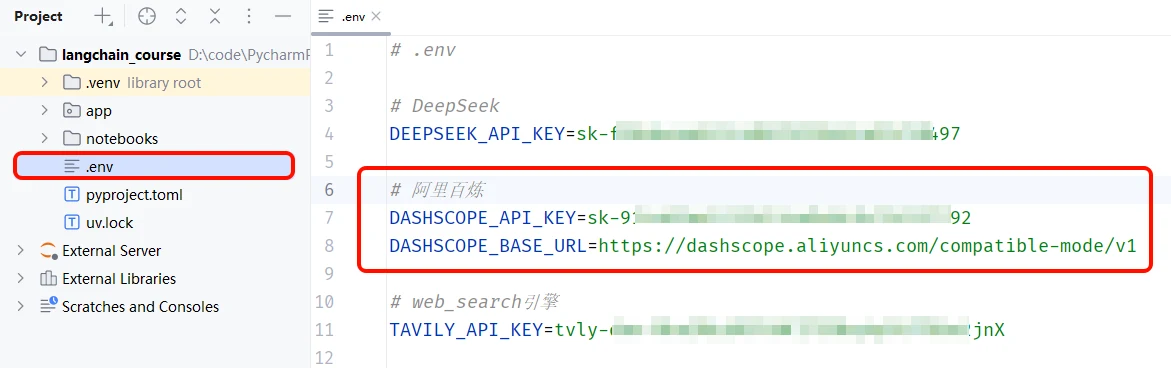 Project
langchain_course D:\code\Pycharm
.venv library root
app
notebooks
.env
pyproject.toml
uv.lock
External Server
External Libraries
Scratches and Consoles
.env
1 # .env
2
3 # DeepSeek
4 DEEPSEEK_API_KEY=sk-f 497
5
6 # 阿里百炼
7 DASHSCOPE_API_KEY=sk-91 92
8 DASHSCOPE_BASE_URL=https://dashscope.aliyuncs.com/compatible-mode/v1
9
10 # web_search引擎
11 TAVILY_API_KEY=tvly- jnX
12